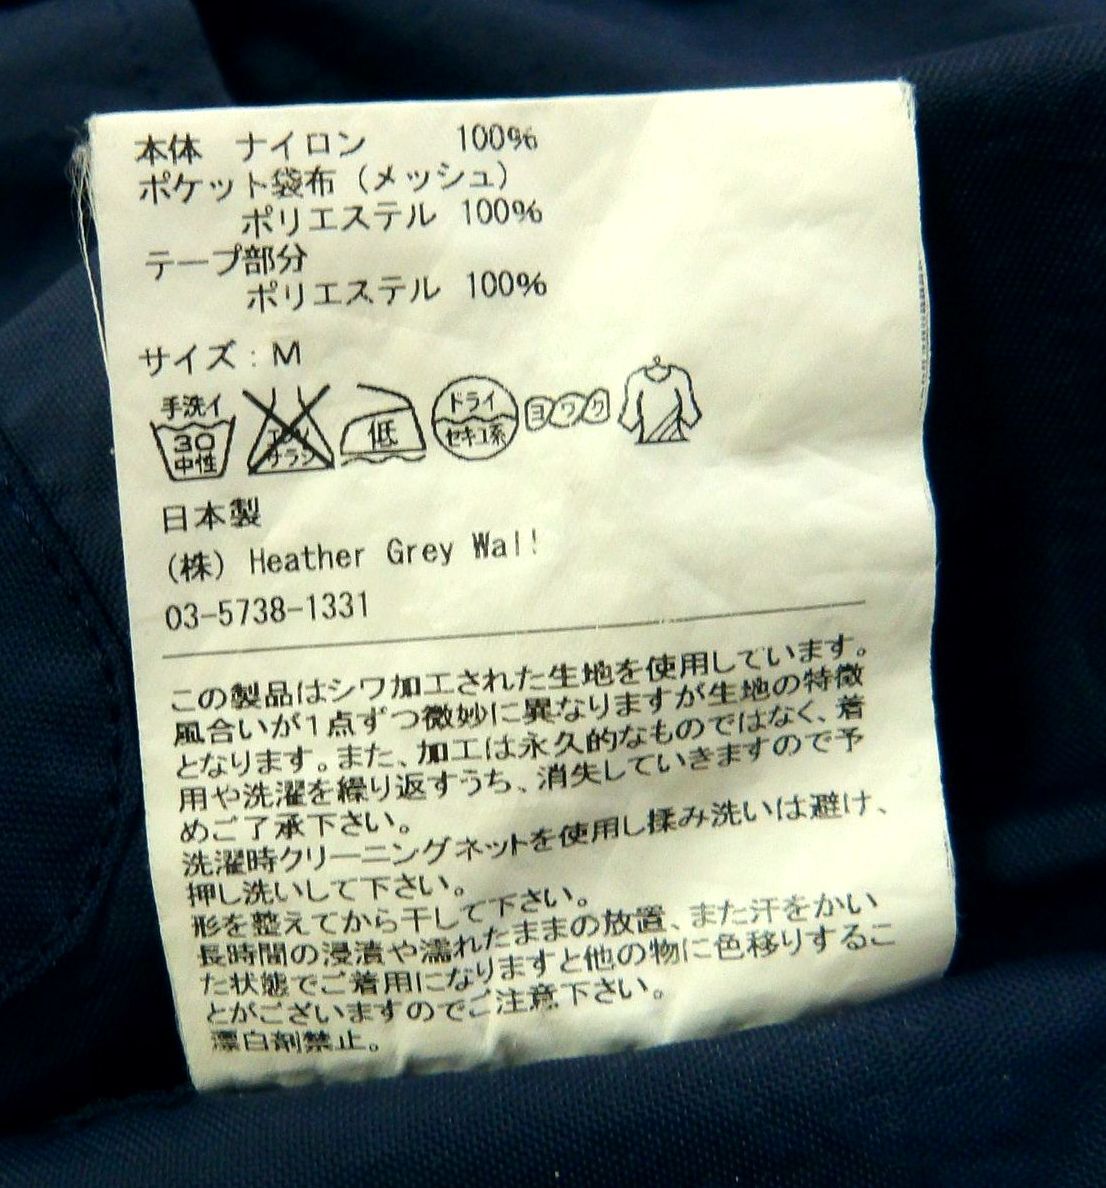 本体 ナイロン 100%
ポケット袋布（メッシュ）
ポリエステル 100%
テープ部分
ポリエステル 100%
サイズ：M
手洗イ 30 中性 エンソ サラシ 低 ドライ セキユ系 ヨワク
日本製
(株) Heather Grey Wall
03-5738-1331
この製品はシワ加工された生地を使用しています。
風合いが1点ずつ微妙に異なりますが生地の特徴
となります。また、加工は永久的なものではなく、着
用や洗濯を繰り返すうち、消失していきますので予
めご了承下さい。
洗濯時クリーニングネットを使用し揉み洗いは避け、
押し洗いして下さい。
形を整えてから干して下さい。
長時間の浸漬や濡れたままの放置、また汗をかい
た状態でご着用になりますと他の物に色移りするこ
とがございますのでご注意下さい。
漂白剤禁止。